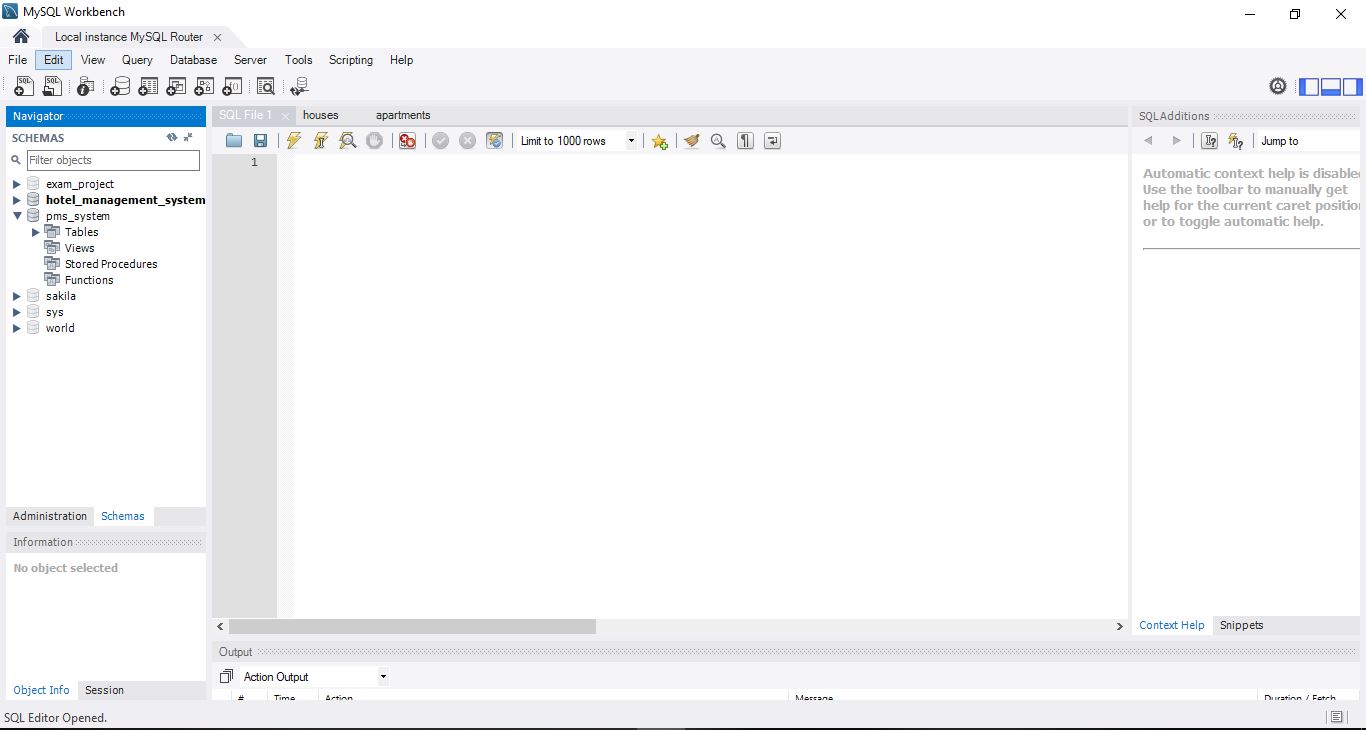 MySQL Workbench
Local instance MySQL Router
File Edit View Query Database Server Tools Scripting Help
Navigator
SCHEMAS
Filter objects
exam_project
hotel_management_system
pms_system
Tables
Views
Stored Procedures
Functions
sakila
sys
world
Administration Schemas
Information
No object selected
Object Info Session
SQL File 1 houses apartments
Limit to 1000 rows
1
Output
Action Output
# Time Action Message Duration / Fetch
SQLAdditions
Jump to
Automatic context help is disabled
Use the toolbar to manually get
help for the current caret position
or to toggle automatic help.
Context Help Snippets
SQL Editor Opened.